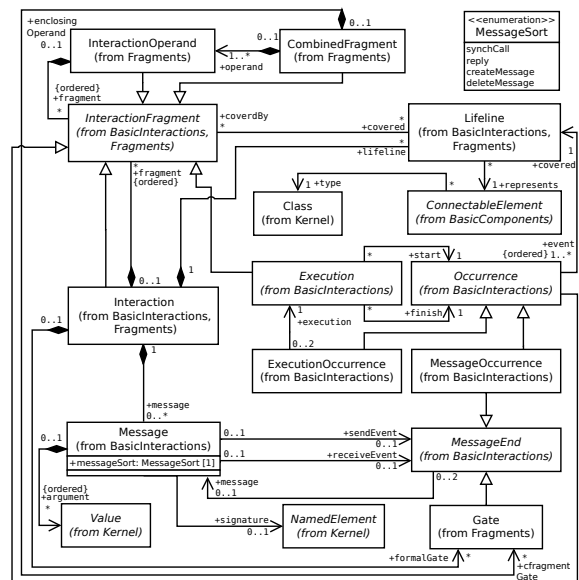 +enclosing
Operand
0..1
InteractionOperand
(from Fragments)
0..1
1..*
+operand
0..1
CombinedFragment
(from Fragments)
<<enumeration>>
MessageSort
synchCall
reply
createMessage
deleteMessage
{ordered}
+fragment
*
InteractionFragment
(from BasicInteractions,
Fragments)
+coverdBy
*
*
+covered
*
+lifeline
Lifeline
(from BasicInteractions,
Fragments)
1
+covered
*
+fragment
{ordered}
Class
(from Kernel)
1
+type
*
*
1
+represents
ConnectableElement
(from BasicComponents)
0..1
1
Execution
(from BasicInteractions)
*
+start
1
*
+finish
1
+event
{ordered}
1..*
Occurrence
(from BasicInteractions)
0..1
Interaction
(from BasicInteractions,
Fragments)
1
1
+execution
0..2
ExecutionOccurrence
(from BasicInteractions)
MessageOccurrence
(from BasicInteractions)
+message
0..*
0..1
Message
(from BasicInteractions)
+messageSort: MessageSort [1]
0..1
+sendEvent
0..1
0..1
+receiveEvent
0..1
MessageEnd
(from BasicInteractions)
+message
0..1
0..2
{ordered}
+argument
*
Value
(from Kernel)
+signature
0..1
NamedElement
(from Kernel)
Gate
(from Fragments)
+formalGate
*
*
+cfragment
Gate